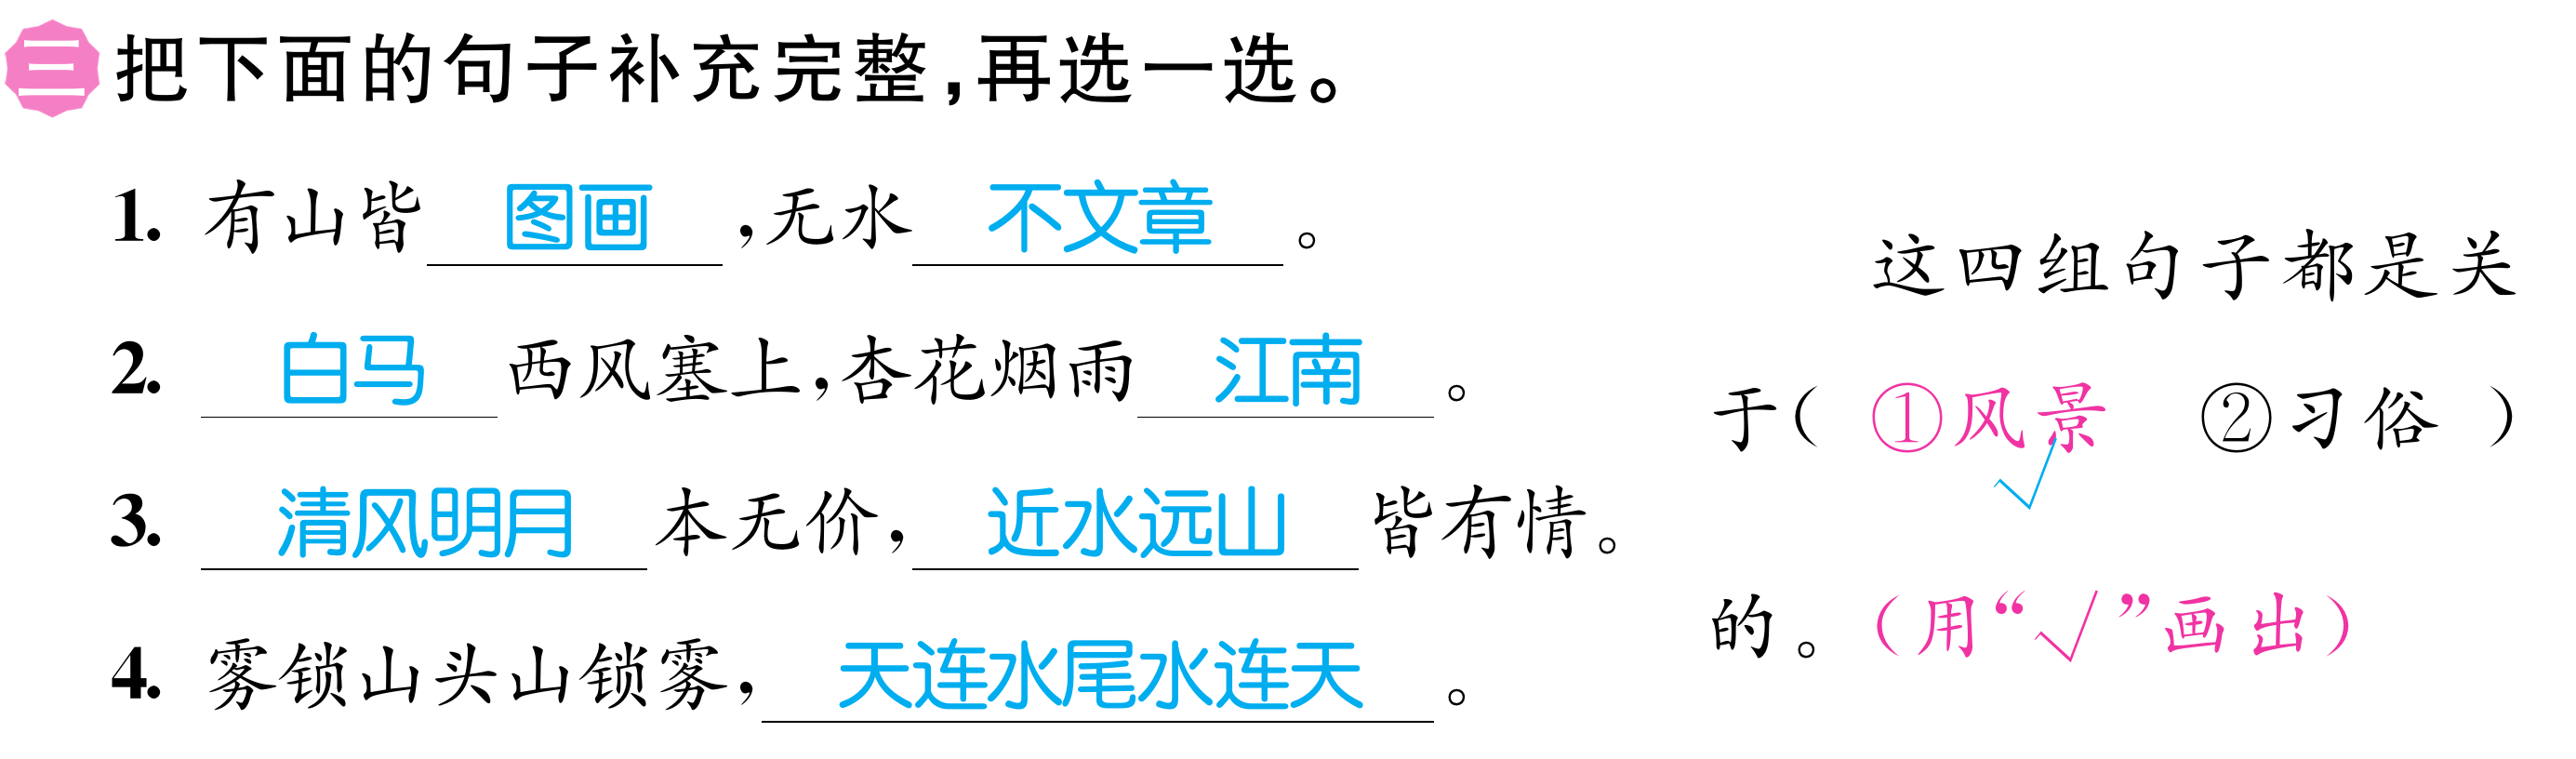 三 把下面的句子补充完整,再选一选。
1. 有山皆 图画 ,无水 不文章 。
2. 白马 西风塞上,杏花烟雨 江南 。
3. 清风明月 本无价, 近水远山 皆有情。
4. 雾锁山头山锁雾, 天连水尾水连天 。
这四组句子都是关
于( ①风景 ②习俗 )
√
的。(用“√”画出)